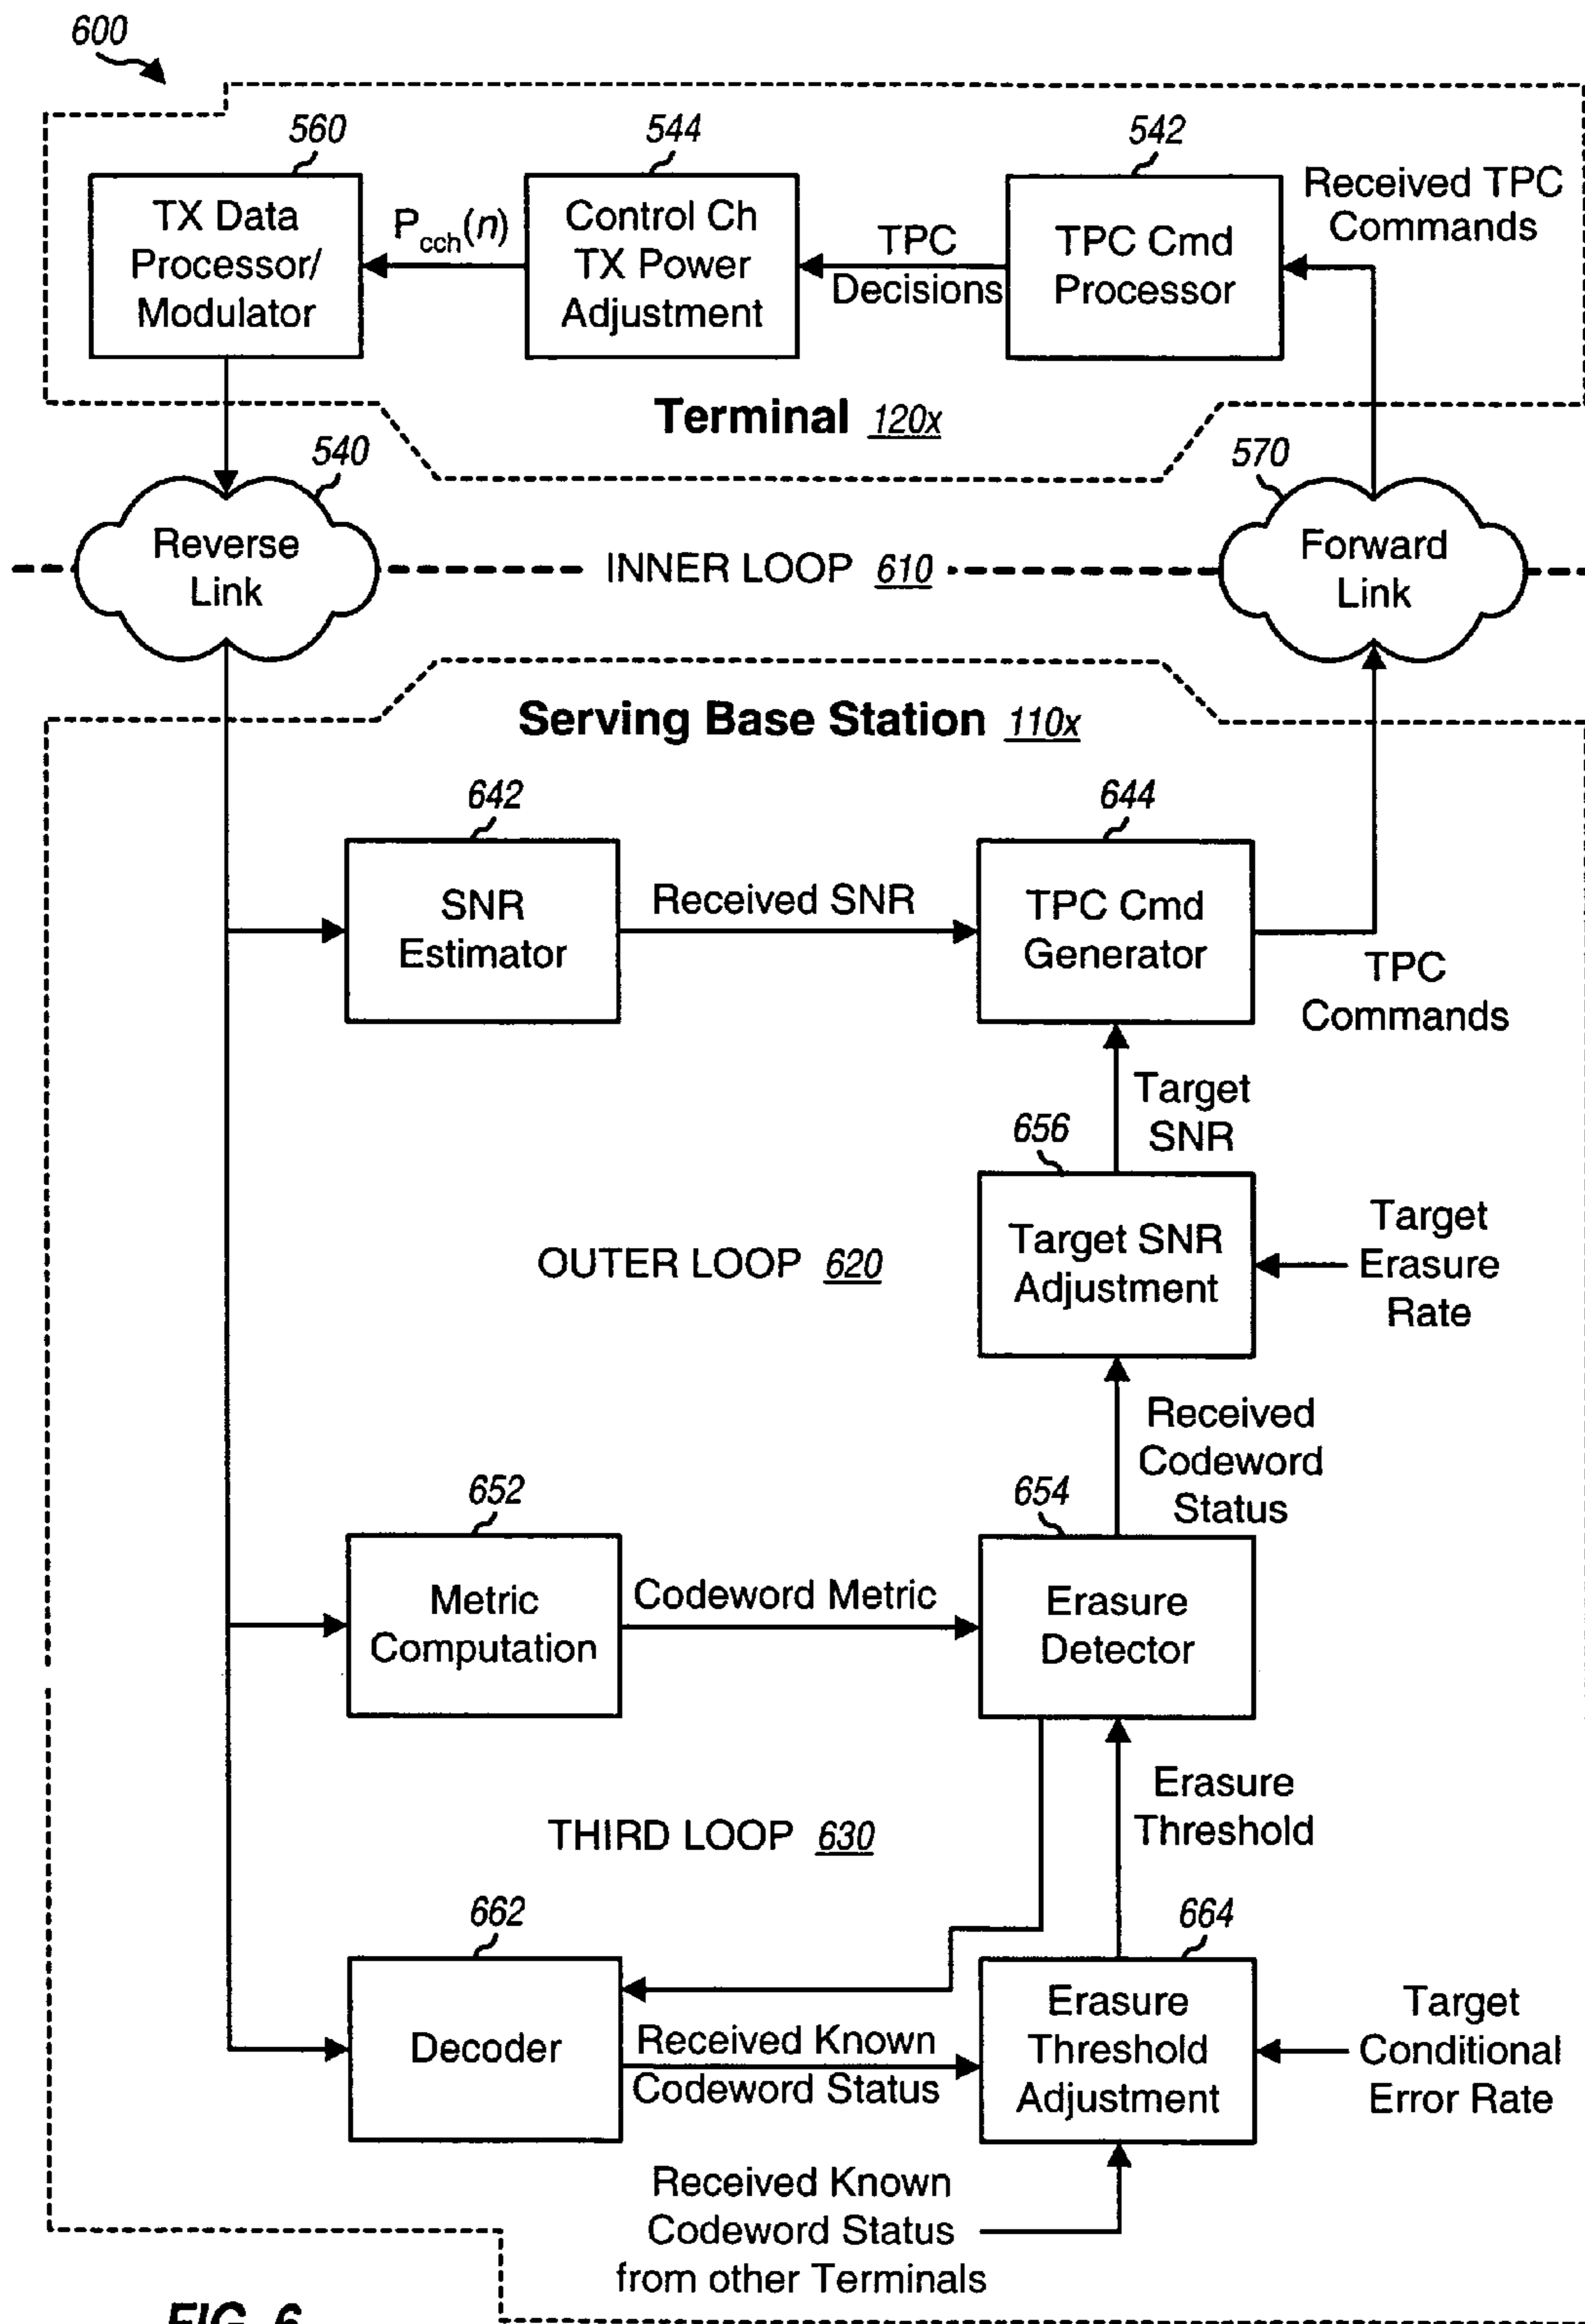 600
560
544
542
TX Data
Processor/
Modulator
P_cch(n)
Control Ch
TX Power
Adjustment
TPC
Decisions
TPC Cmd
Processor
Received TPC
Commands
Terminal 120x
540
570
Reverse
Link
INNER LOOP 610
Forward
Link
Serving Base Station 110x
642
644
SNR
Estimator
Received SNR
TPC Cmd
Generator
TPC
Commands
Target
SNR
656
OUTER LOOP 620
Target SNR
Adjustment
Target
Erasure
Rate
Received
Codeword
Status
652
654
Metric
Computation
Codeword Metric
Erasure
Detector
Erasure
Threshold
THIRD LOOP 630
662
664
Decoder
Received Known
Codeword Status
Erasure
Threshold
Adjustment
Target
Conditional
Error Rate
Received Known
Codeword Status
from other Terminals
FIG. 6